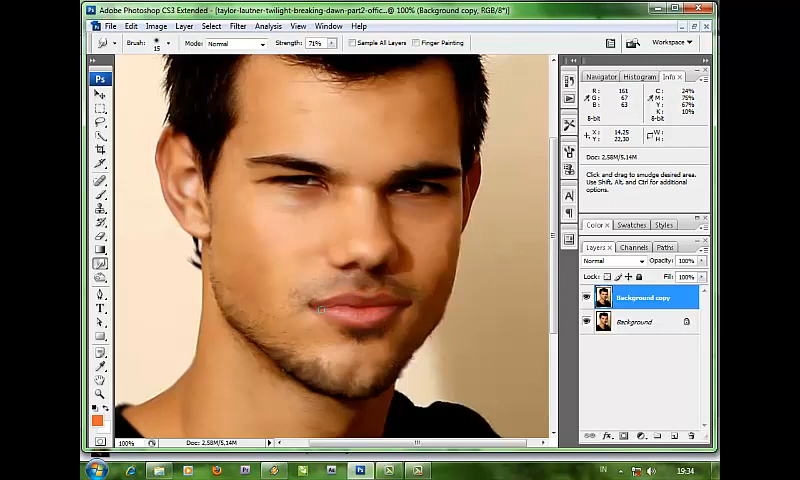 Adobe Photoshop CS3 Extended - [taylor-lautner-twilight-breaking-dawn-part2-offic...@ 100% (Background copy, RGB/8*)]
File Edit Image Layer Select Filter Analysis View Window Help
Brush: 15 Mode: Normal Strength: 71% Sample All Layers Finger Painting Workspace
Ps
Navigator Histogram Info
R: 161 C: 24%
G: 67 M: 75%
B: 63 Y: 67%
K: 10%
8-bit 8-bit
X: 14,25 W:
Y: 22,30 H:
Doc: 2,58M/5,14M
Click and drag to smudge desired area.
Use Shift, Alt, and Ctrl for additional
options.
Color Swatches Styles
Layers Channels Paths
Normal Opacity: 100%
Lock: Fill: 100%
Background copy
Background
100% Doc: 2,58M/5,14M
IN 19:34